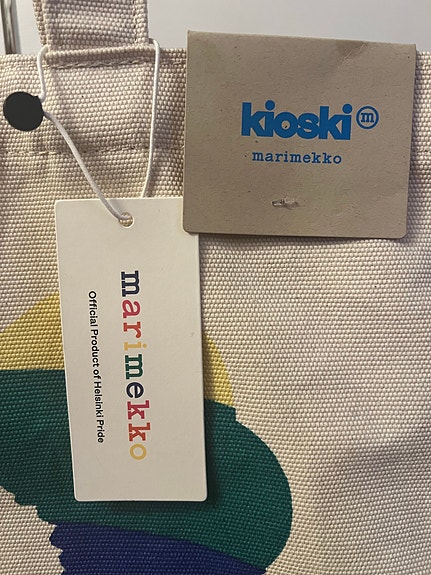 kioski m
marimekko
marimekko
Official Product of Helsinki Pride